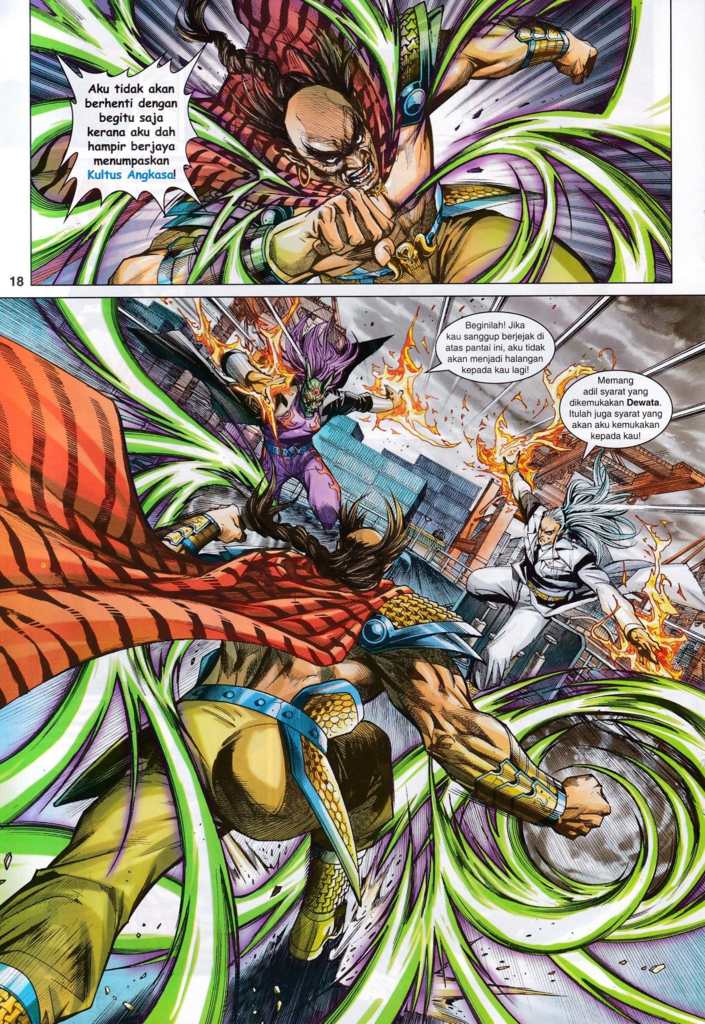 Aku tidak akan
berhenti dengan
begitu saja
kerana aku dah
hampir berjaya
menumpaskan
Kultus Angkasa!
18
Beginilah! Jika
kau sanggup berjejak di
atas pantai ini, aku tidak
akan menjadi halangan
kepada kau lagi!
Memang
adil syarat yang
dikemukakan Dewata.
Itulah juga syarat yang
akan aku kemukakan
kepada kau!